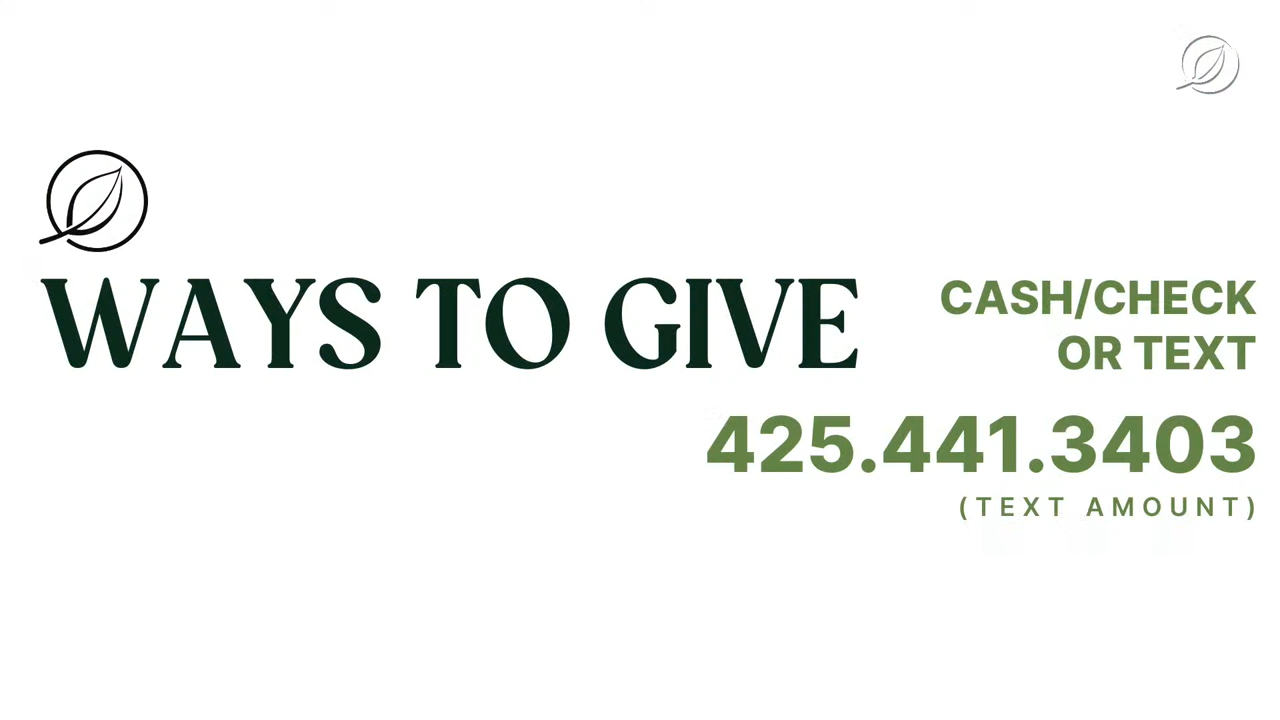 WAYS TO GIVE
CASH/CHECK
OR TEXT
425.441.3403
(TEXT AMOUNT)